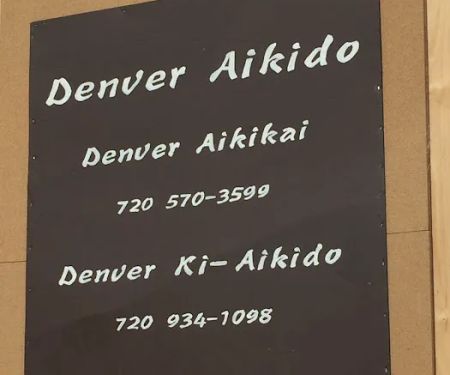 Denver Aikido
Denver Aikikai
720 570-3599
Denver Ki-Aikido
720 934-1098